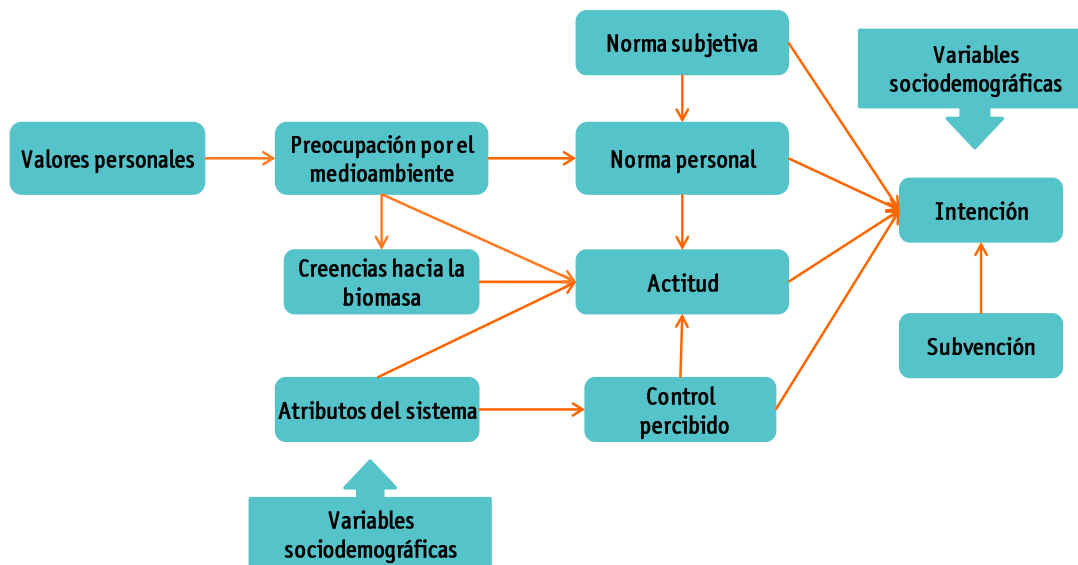 Norma subjetiva
Variables
sociodemográficas
Valores personales
Preocupación por el
medioambiente
Norma personal
Intención
Creencias hacia la
biomasa
Actitud
Subvención
Atributos del sistema
Control
percibido
Variables
sociodemográficas